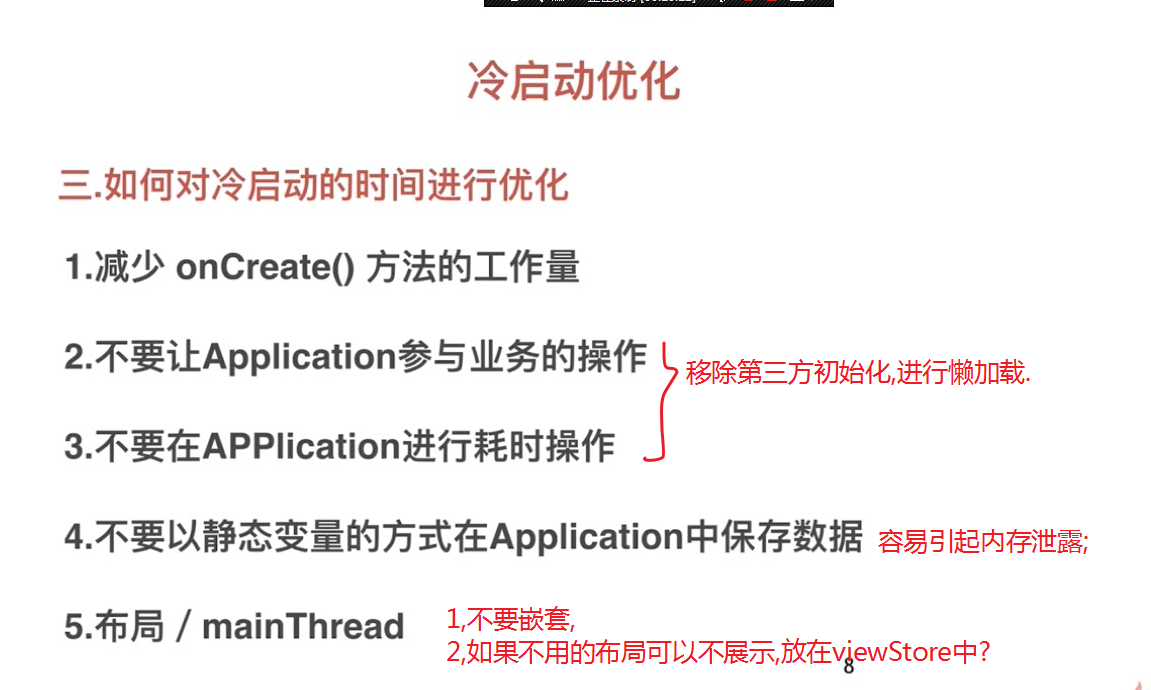 冷启动优化
三.如何对冷启动的时间进行优化
1.减少 onCreate() 方法的工作量
2.不要让Application参与业务的操作
移除第三方初始化,进行懒加载.
3.不要在APPlication进行耗时操作
4.不要以静态变量的方式在Application中保存数据
容易引起内存泄露;
5.布局 / mainThread
1,不要嵌套,
2,如果不用的布局可以不展示,放在viewStore中?
8